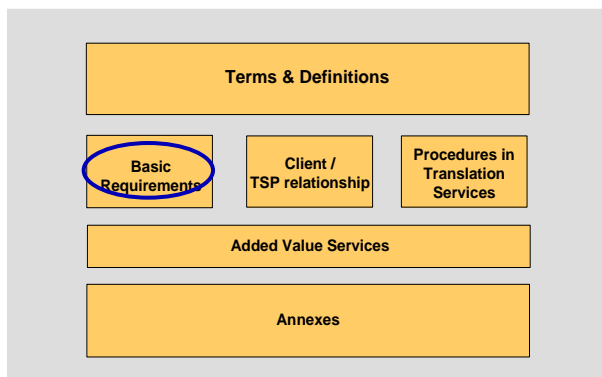 Terms & Definitions
Basic
Requirements
Client /
TSP relationship
Procedures in
Translation
Services
Added Value Services
Annexes